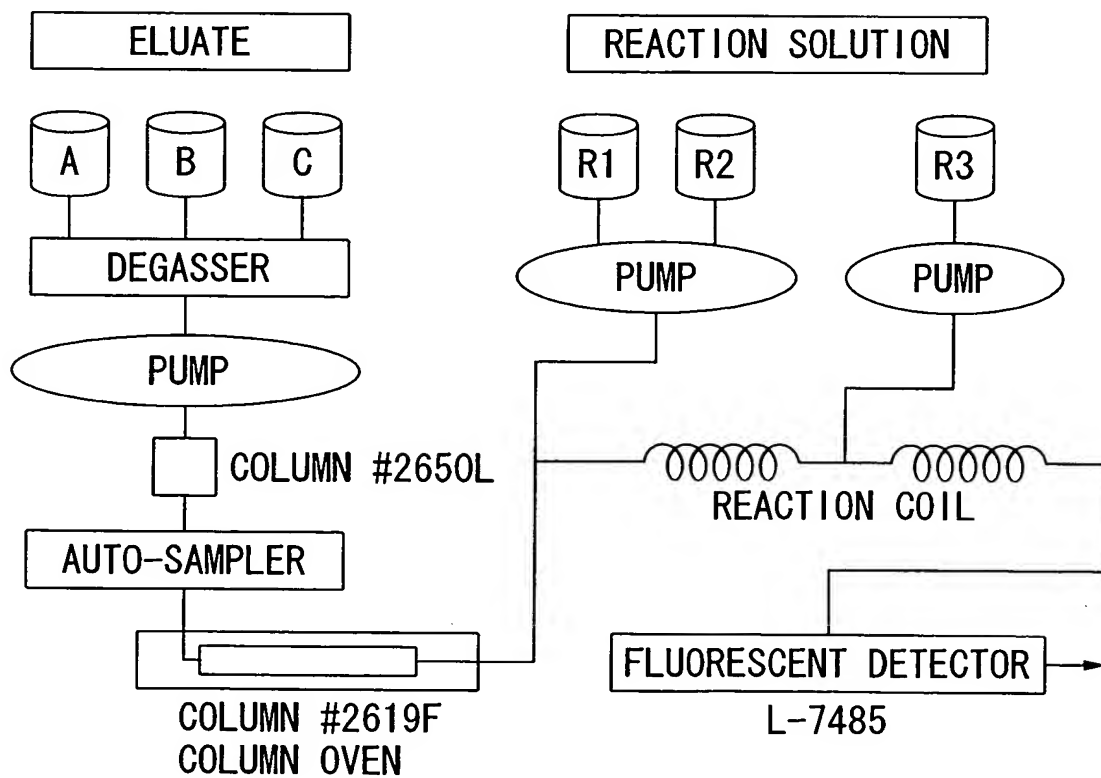 ELUATE
REACTION SOLUTION
A
B
C
R1
R2
R3
DEGASSER
PUMP
PUMP
PUMP
COLUMN #2650L
REACTION COIL
AUTO-SAMPLER
FLUORESCENT DETECTOR
L-7485
COLUMN #2619F
COLUMN OVEN